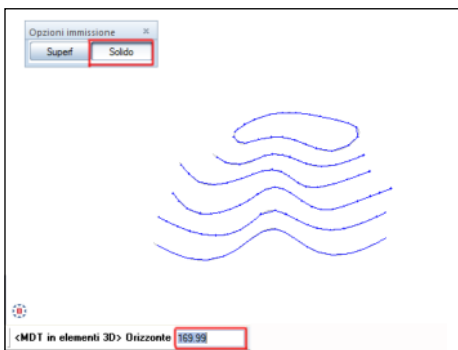 Opzioni immissione
Superf Solido
<MDT in elementi 3D> Orizzonte 169.99